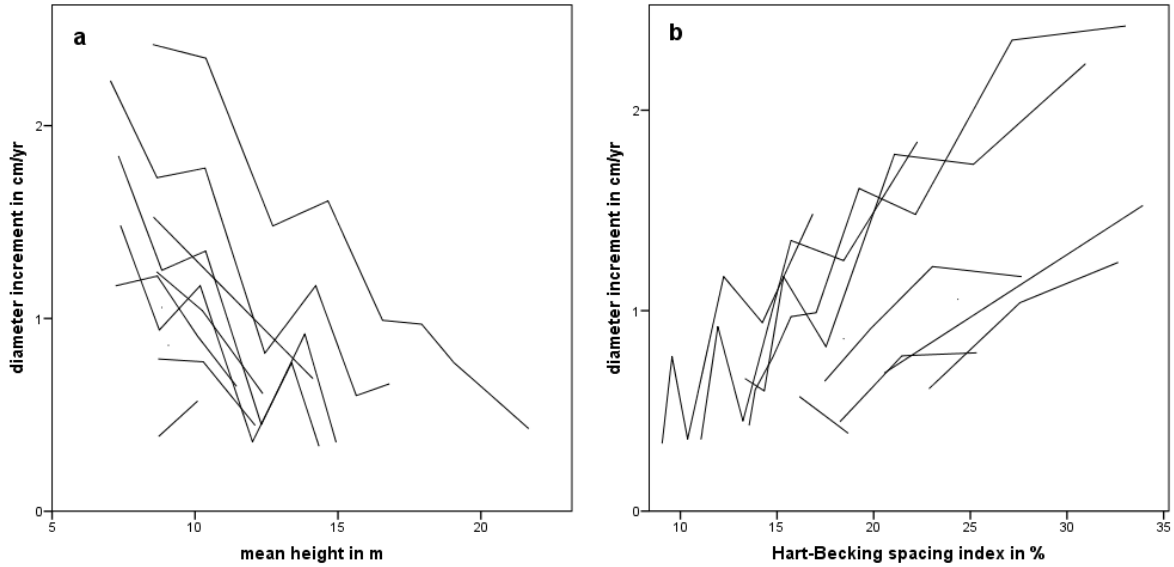 a
diameter increment in cm/yr
2
1
0
5 10 15 20
mean height in m
b
diameter increment in cm/yr
2
1
0
10 15 20 25 30 35
Hart-Becking spacing index in %